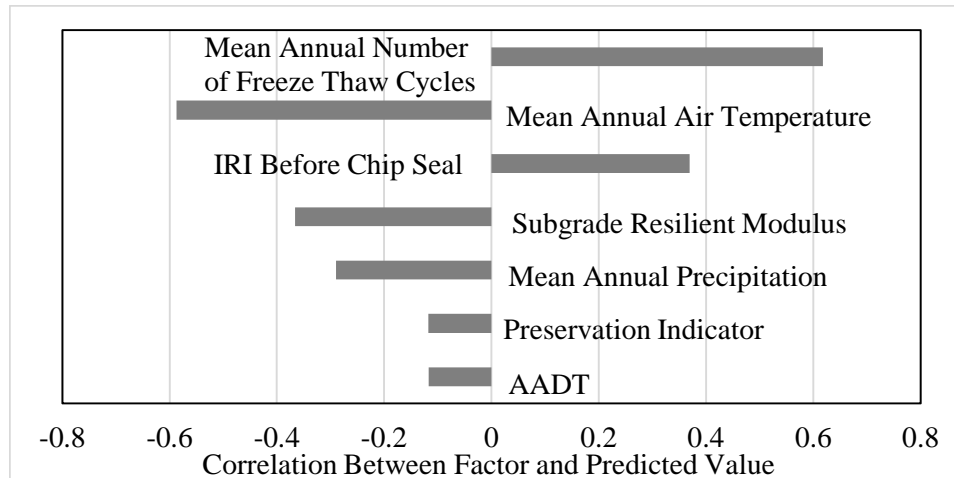 Mean Annual Number
of Freeze Thaw Cycles
Mean Annual Air Temperature
IRI Before Chip Seal
Subgrade Resilient Modulus
Mean Annual Precipitation
Preservation Indicator
AADT
-0.8 -0.6 -0.4 -0.2 0 0.2 0.4 0.6 0.8
Correlation Between Factor and Predicted Value